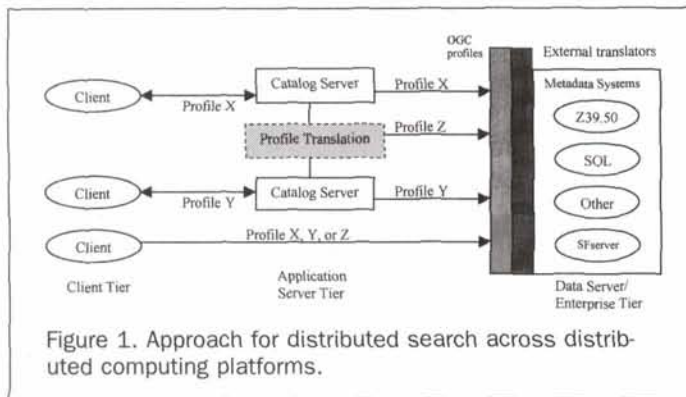 OGC
profiles
External translators
Client
Profile X
Catalog Server
Profile X
Metadata Systems
Z39.50
Profile Translation
Profile Z
SQL
Client
Profile Y
Catalog Server
Profile Y
Other
Client
Profile X, Y, or Z
SFserver
Client Tier
Application
Server Tier
Data Server/
Enterprise Tier
Figure 1. Approach for distributed search across distrib-
uted computing platforms.